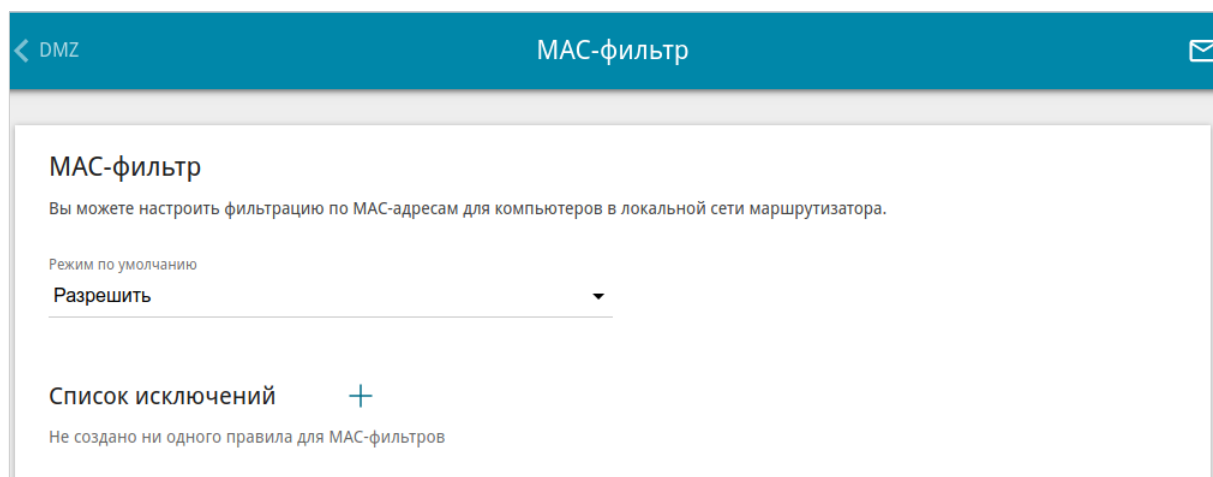 DMZ
MAC-фильтр
MAC-фильтр
Вы можете настроить фильтрацию по MAC-адресам для компьютеров в локальной сети маршрутизатора.
Режим по умолчанию
Разрешить
Список исключений
Не создано ни одного правила для MAC-фильтров